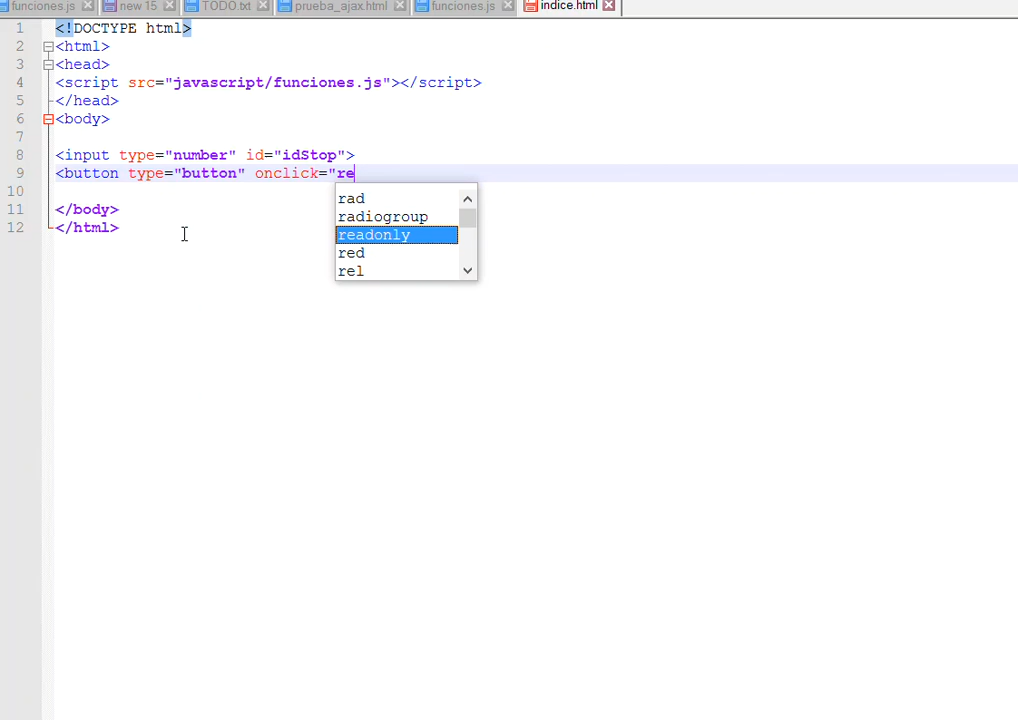 funciones.js new 15 TODO.txt prueba_ajax.html funciones.js indice.html
1 <!DOCTYPE html>
2 <html>
3 <head>
4 <script src="javascript/funciones.js"></script>
5 </head>
6 <body>
7
8 <input type="number" id="idStop">
9 <button type="button" onclick="re
rad
10
radiogroup
11 </body>
12 </html>
readonly
red
rel